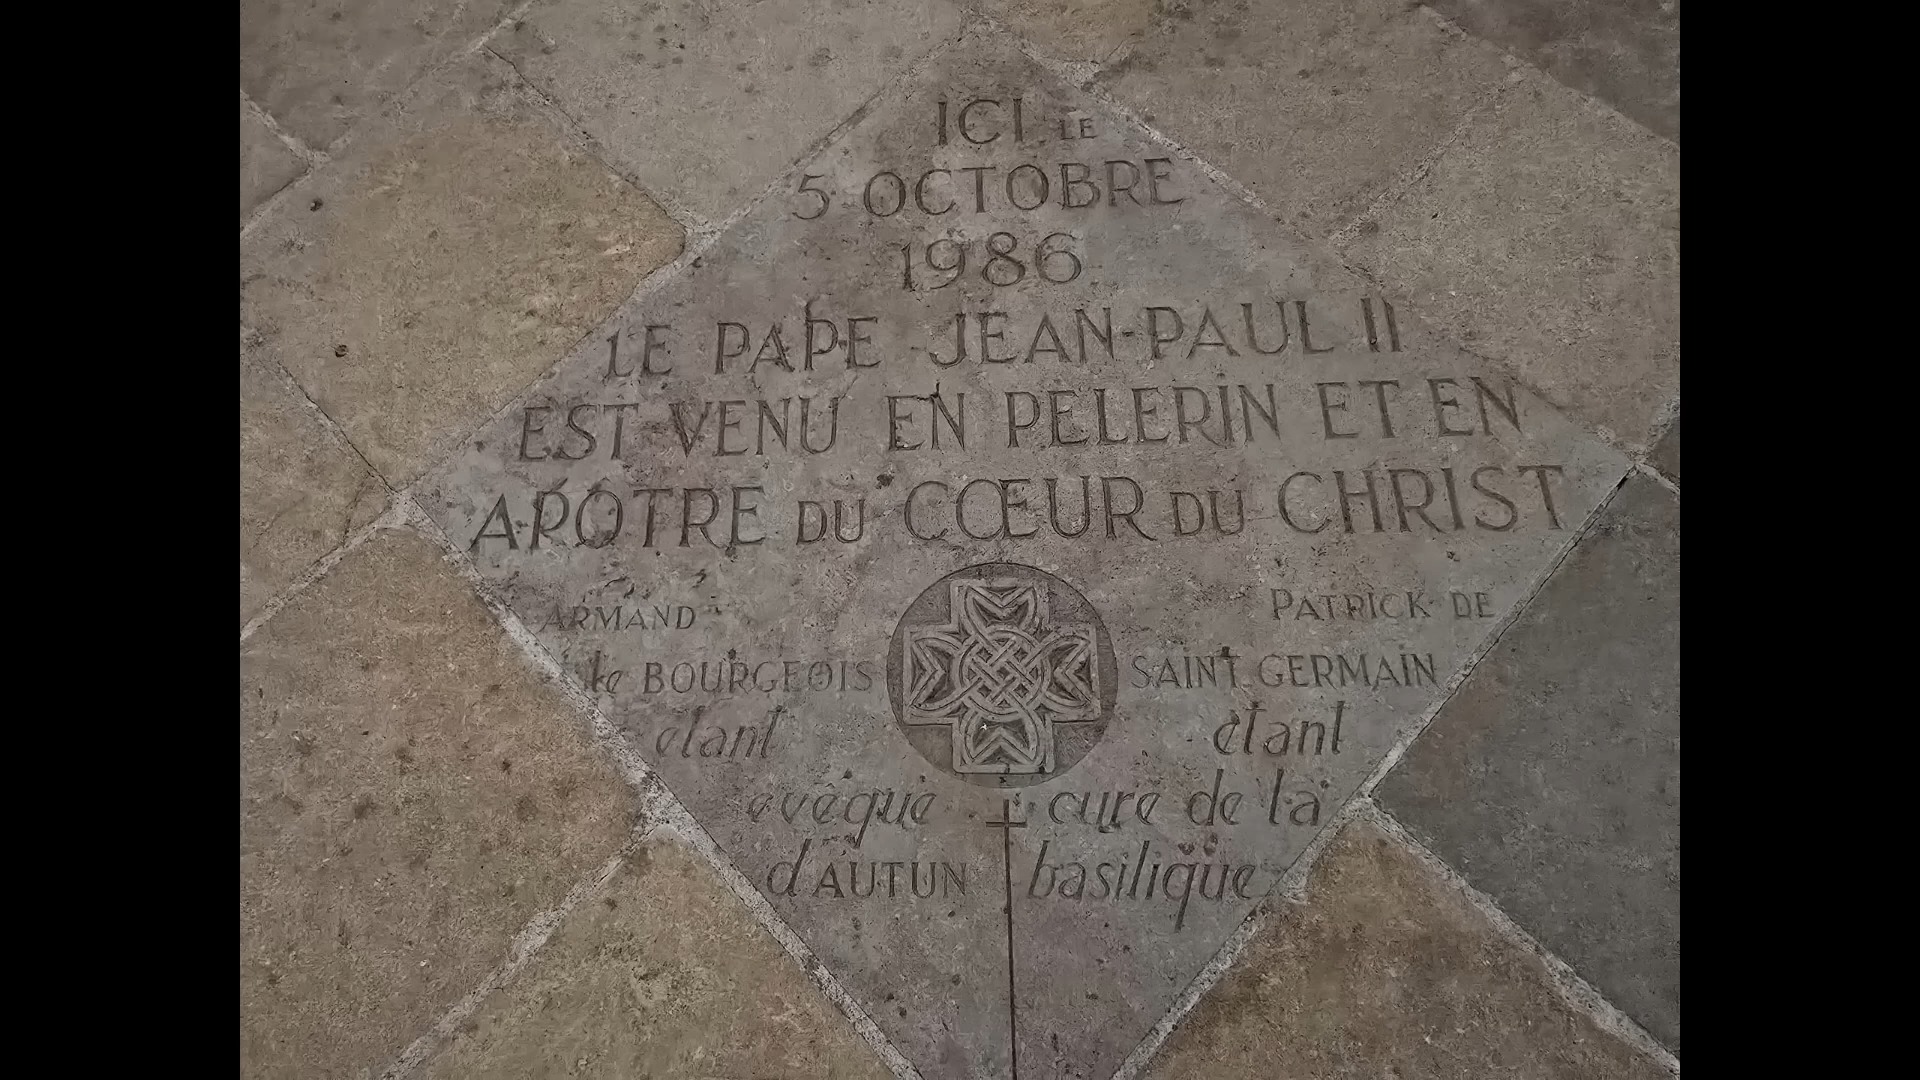 ICI LE
5 OCTOBRE
1986
LE PAPE JEAN-PAUL II
EST VENU EN PELERIN ET EN
APÔTRE DU CŒUR DU CHRIST
ARMAND
le BOURGEOIS
étant
évêque
d'AUTUN
PATRICK DE
SAINT GERMAIN
étant
curé de la
basilique